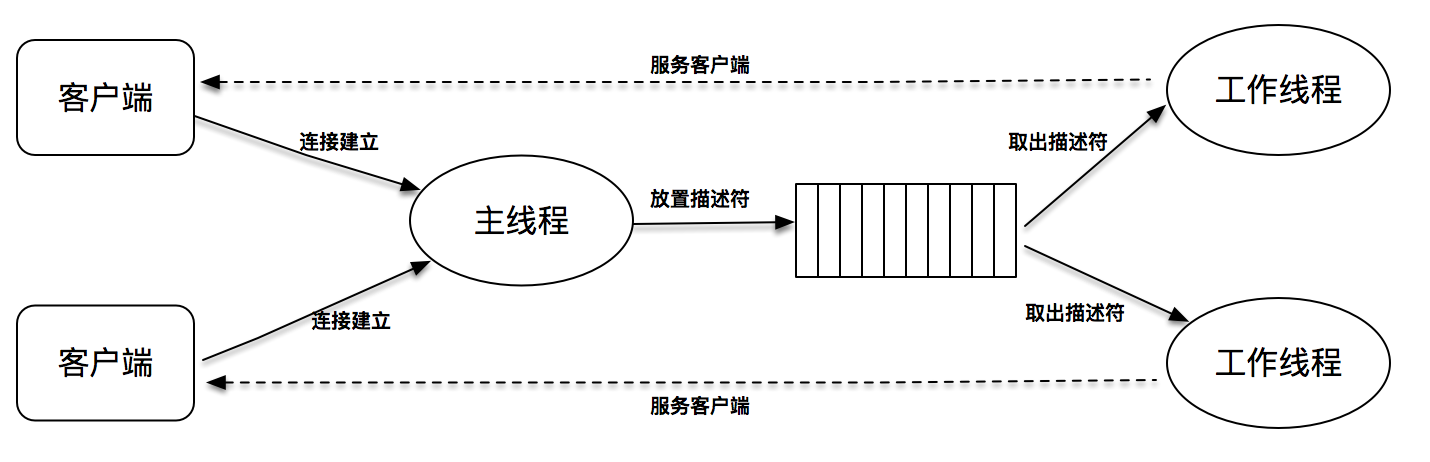 服务客户端
客户端
工作线程
连接建立
取出描述符
放置描述符
主线程
连接建立
取出描述符
客户端
工作线程
服务客户端